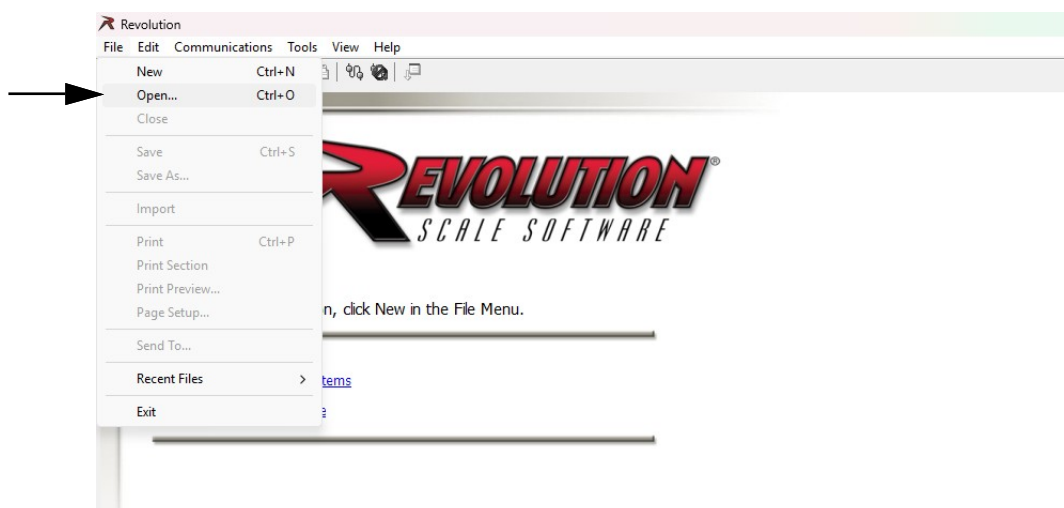 Revolution
File Edit Communications Tools View Help
New Ctrl+N
Open... Ctrl+O
Close
Save Ctrl+S
Save As...
Import
Print Ctrl+P
Print Section
Print Preview...
Page Setup...
Send To...
Recent Files >
Exit
REVOLUTION®
SCALE SOFTWARE
n, click New in the File Menu.
tems
e